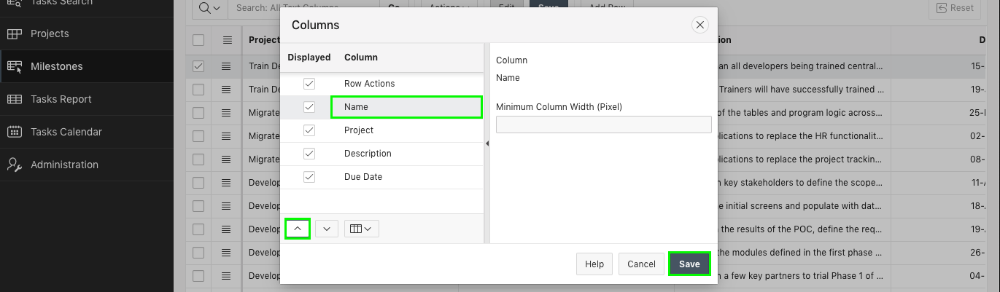 Tasks Search
Projects
Milestones
Tasks Report
Tasks Calendar
Administration
Search: All Text Columns
Go
Actions
Edit
Save
Add Row
Reset
Columns
Displayed Column
Row Actions
Name
Project
Description
Due Date
Column
Name
Minimum Column Width (Pixel)
Help
Cancel
Save
Project
ion
D
Train De
an all developers being trained central...
15-
Train De
Trainers will have successfully trained ...
19-
Migrate
of the tables and program logic across...
25-
Migrate
lications to replace the HR functionalit...
02-
Migrate
lications to replace the project trackin...
08-
Develop
n key stakeholders to define the scope...
11-
Develop
e initial screens and populate with dat...
18-
Develop
the results of the POC, define the req...
19-
Develop
the modules defined in the first phase ...
26-
Develop
n a few key partners to trial Phase 1 of ...
04-